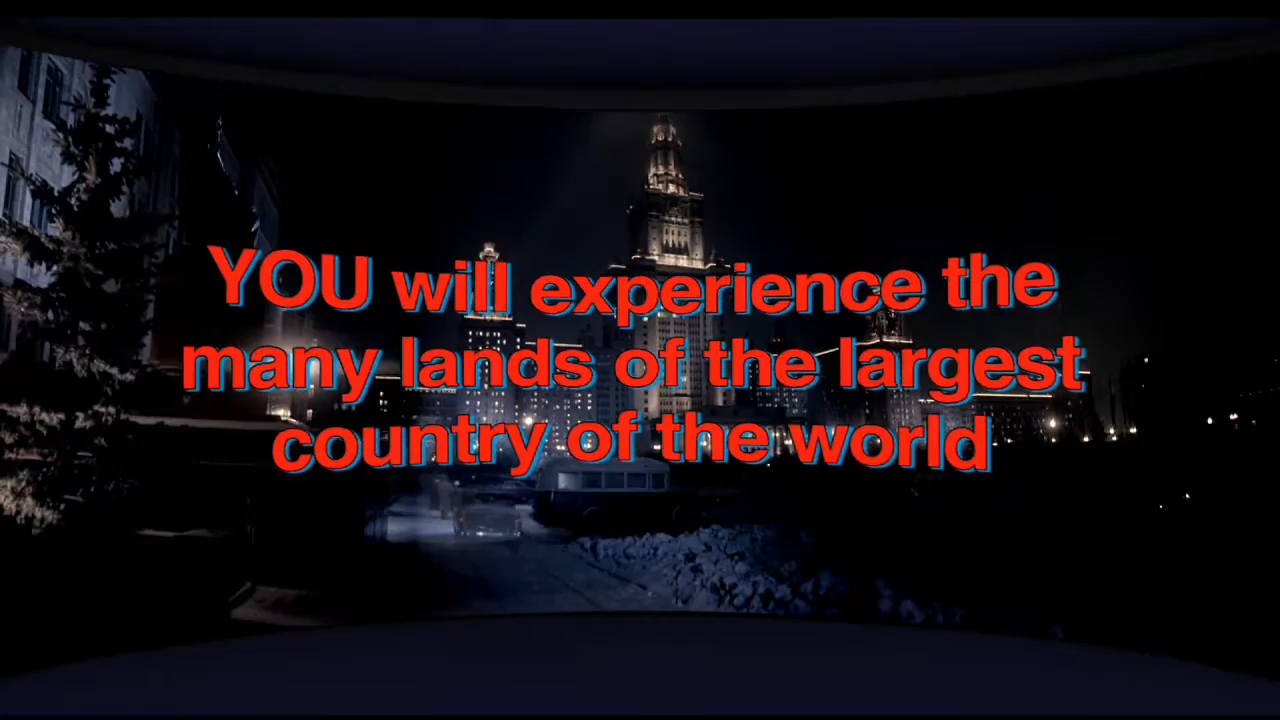 YOU will experience the
many lands of the largest
country of the world